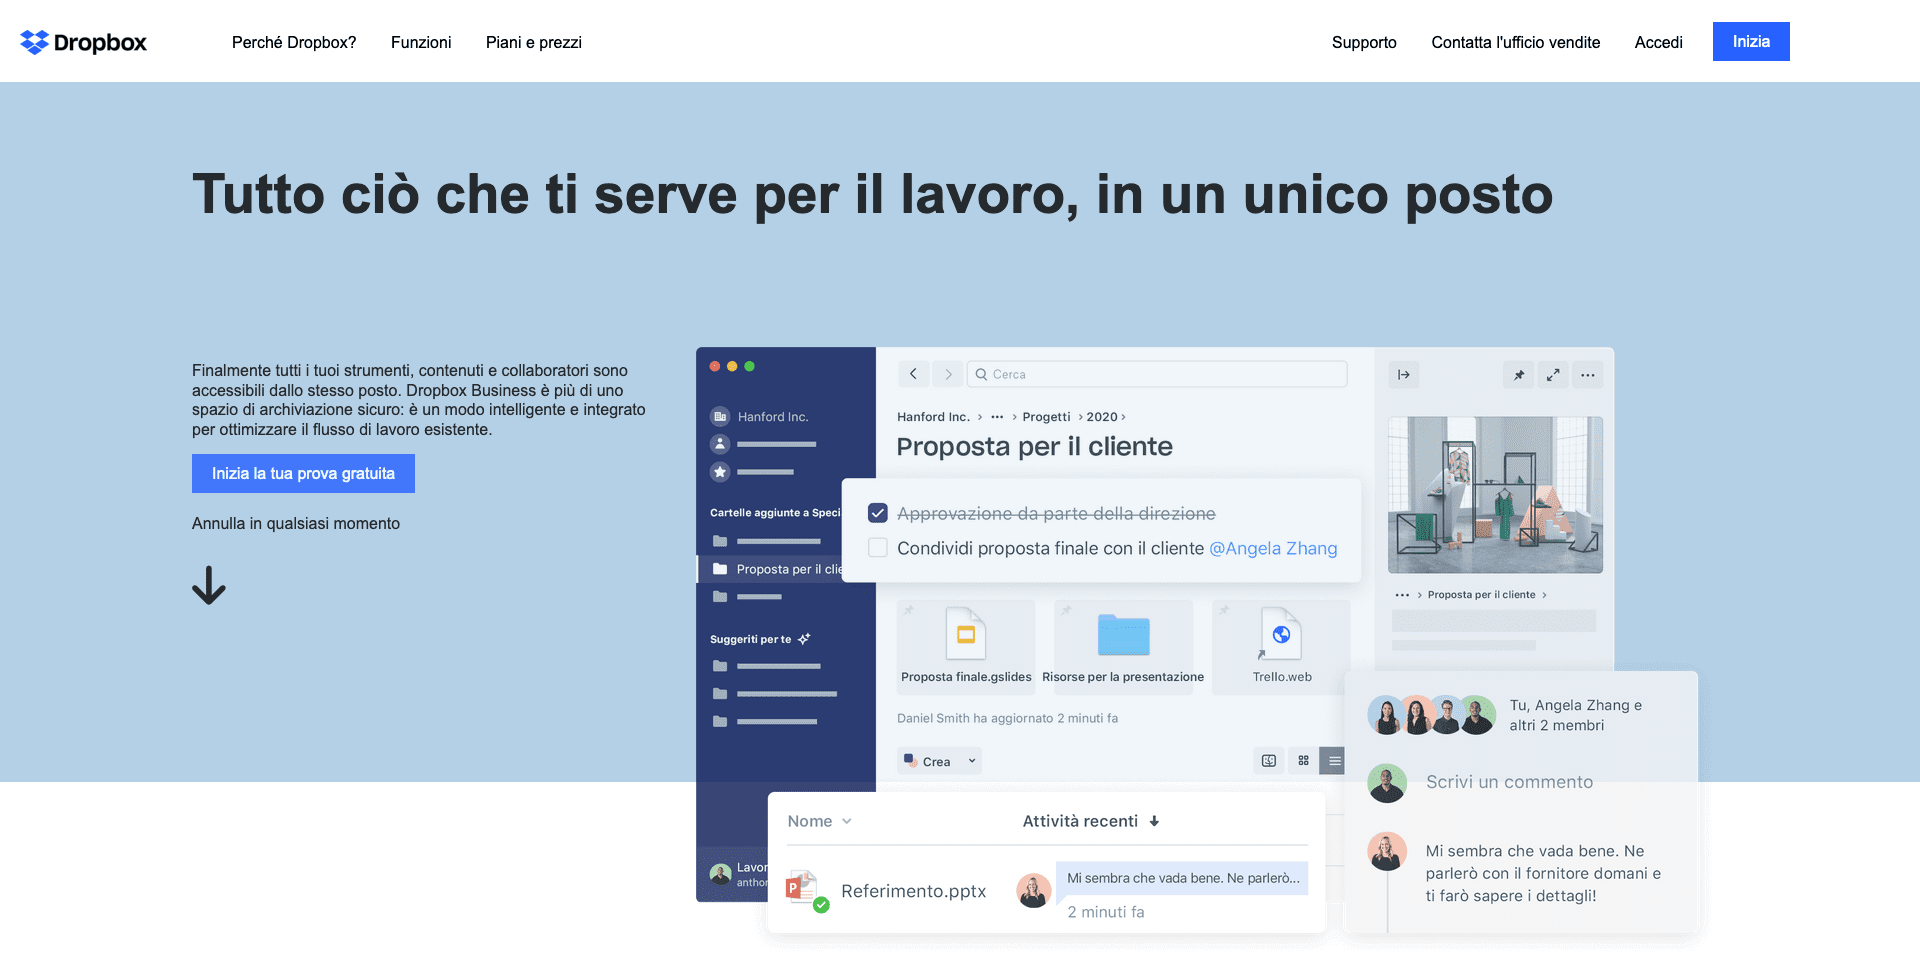 Dropbox
Perché Dropbox?
Funzioni
Piani e prezzi
Supporto
Contatta l'ufficio vendite
Accedi
Inizia
Tutto ciò che ti serve per il lavoro, in un unico posto
Finalmente tutti i tuoi strumenti, contenuti e collaboratori sono
accessibili dallo stesso posto. Dropbox Business è più di uno
spazio di archiviazione sicuro: è un modo intelligente e integrato
per ottimizzare il flusso di lavoro esistente.
Inizia la tua prova gratuita
Annulla in qualsiasi momento
Hanford Inc.
Cartelle aggiunte a Speci
Proposta per il clie
Suggeriti per te
Lavor
anthor
Cerca
Hanford Inc. › ••• › Progetti › 2020 ›
Proposta per il cliente
Approvazione da parte della direzione
Condividi proposta finale con il cliente @Angela Zhang
Proposta finale.gslides
Risorse per la presentazione
Trello.web
Daniel Smith ha aggiornato 2 minuti fa
Crea
Nome
Attività recenti
P
Referimento.pptx
Mi sembra che vada bene. Ne parlerò...
2 minuti fa
••• › Proposta per il cliente ›
Tu, Angela Zhang e
altri 2 membri
Scrivi un commento
Mi sembra che vada bene. Ne
parlerò con il fornitore domani e
ti farò sapere i dettagli!